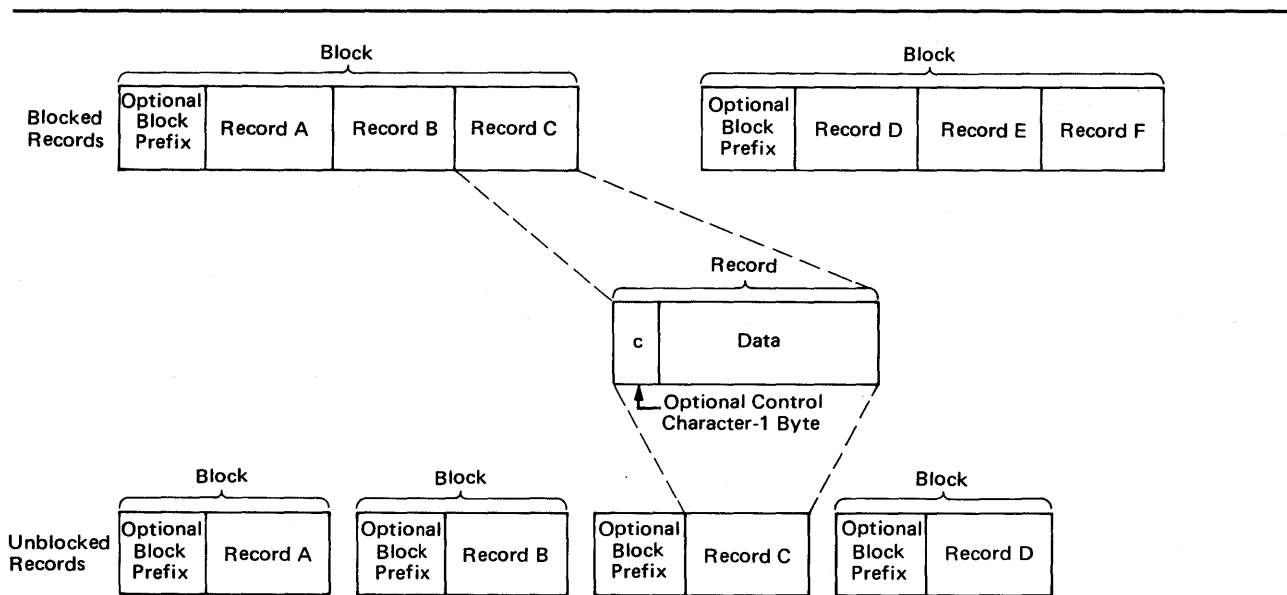 Block
Block
Blocked
Records
Optional
Block
Prefix
Record A
Record B
Record C
Optional
Block
Prefix
Record D
Record E
Record F
Record
c
Data
Optional Control
Character-1 Byte
Block
Block
Block
Unblocked
Records
Optional
Block
Prefix
Record A
Optional
Block
Prefix
Record B
Optional
Block
Prefix
Record C
Optional
Block
Prefix
Record D